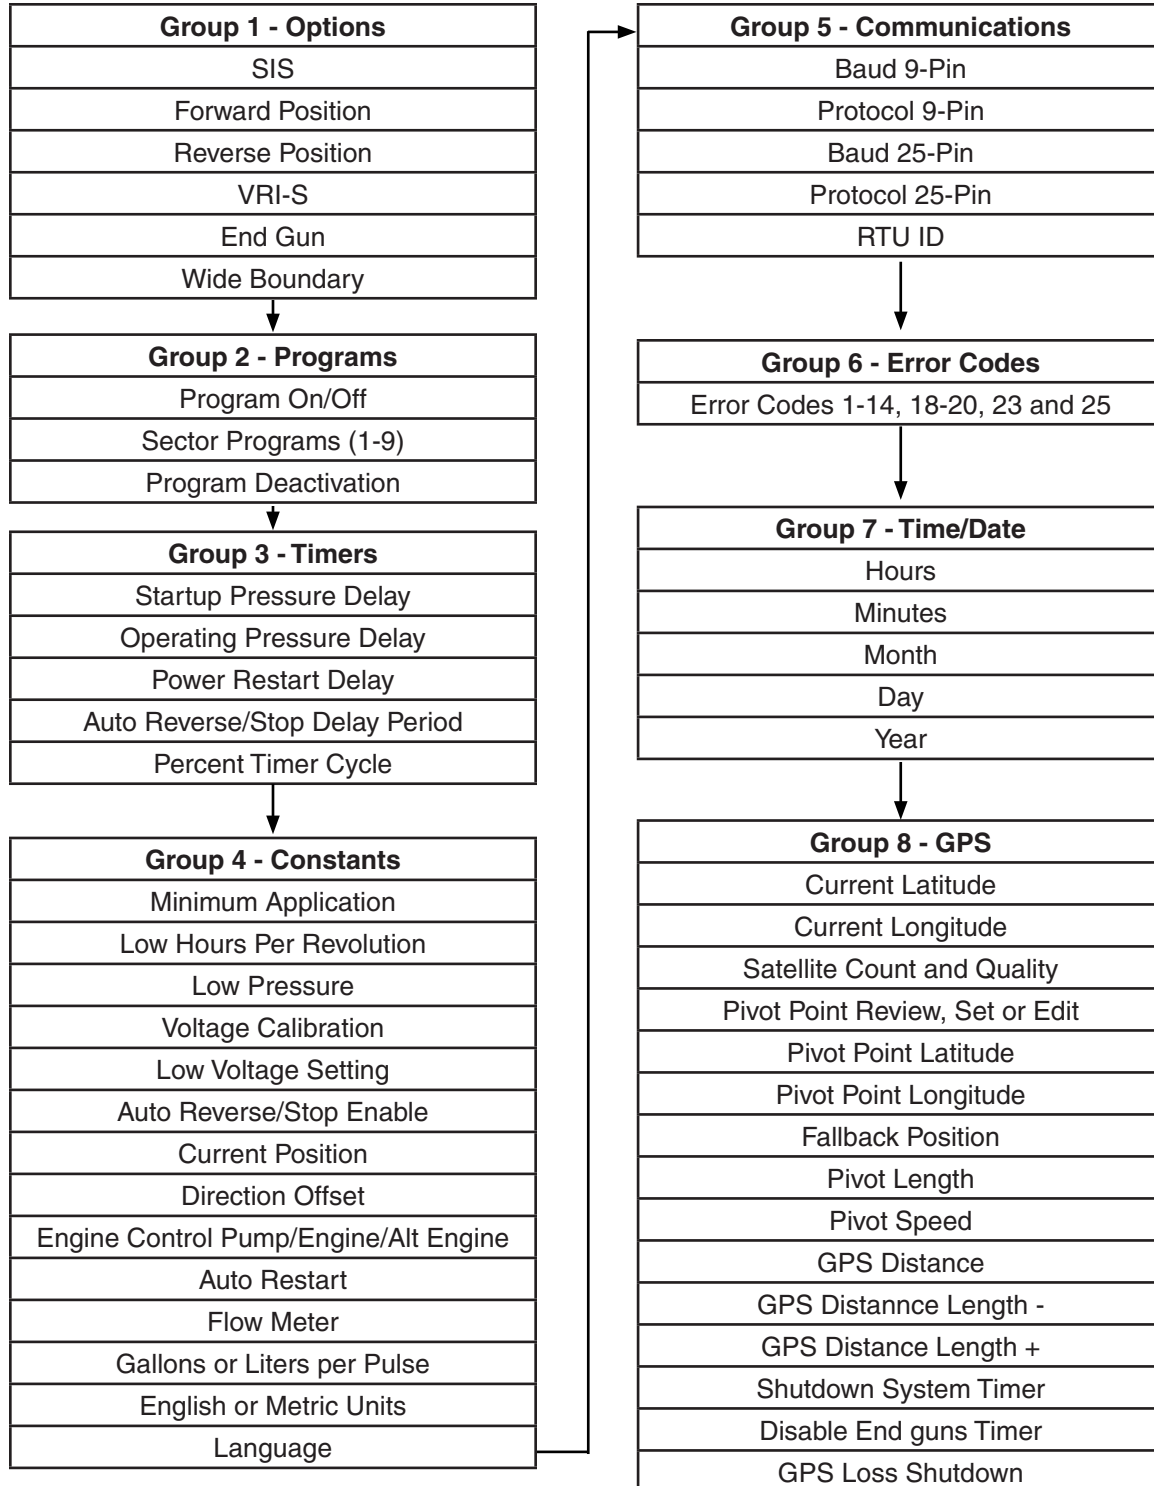 Group 1 - Options
SIS
Forward Position
Reverse Position
VRI-S
End Gun
Wide Boundary
Group 2 - Programs
Program On/Off
Sector Programs (1-9)
Program Deactivation
Group 3 - Timers
Startup Pressure Delay
Operating Pressure Delay
Power Restart Delay
Auto Reverse/Stop Delay Period
Percent Timer Cycle
Group 4 - Constants
Minimum Application
Low Hours Per Revolution
Low Pressure
Voltage Calibration
Low Voltage Setting
Auto Reverse/Stop Enable
Current Position
Direction Offset
Engine Control Pump/Engine/Alt Engine
Auto Restart
Flow Meter
Gallons or Liters per Pulse
English or Metric Units
Language
Group 5 - Communications
Baud 9-Pin
Protocol 9-Pin
Baud 25-Pin
Protocol 25-Pin
RTU ID
Group 6 - Error Codes
Error Codes 1-14, 18-20, 23 and 25
Group 7 - Time/Date
Hours
Minutes
Month
Day
Year
Group 8 - GPS
Current Latitude
Current Longitude
Satellite Count and Quality
Pivot Point Review, Set or Edit
Pivot Point Latitude
Pivot Point Longitude
Fallback Position
Pivot Length
Pivot Speed
GPS Distance
GPS Distannce Length -
GPS Distance Length +
Shutdown System Timer
Disable End guns Timer
GPS Loss Shutdown